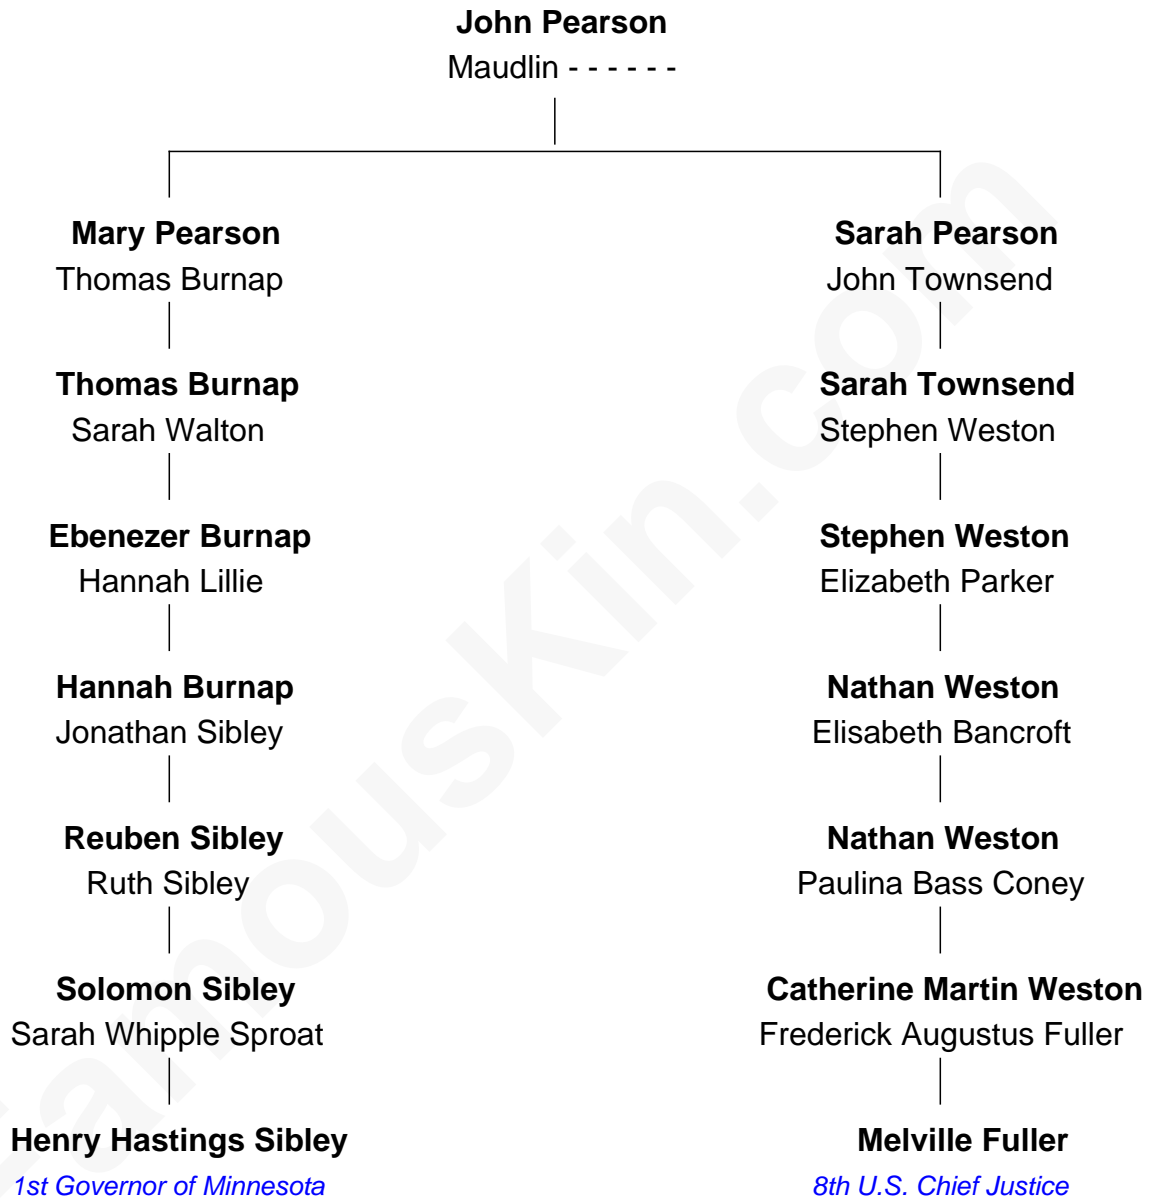 John Pearson
Maudlin - - - - - -
Mary Pearson
Thomas Burnap
Sarah Pearson
John Townsend
Thomas Burnap
Sarah Walton
Sarah Townsend
Stephen Weston
Ebenezer Burnap
Hannah Lillie
Stephen Weston
Elizabeth Parker
Hannah Burnap
Jonathan Sibley
Nathan Weston
Elisabeth Bancroft
Reuben Sibley
Ruth Sibley
Nathan Weston
Paulina Bass Coney
Solomon Sibley
Sarah Whipple Sproat
Catherine Martin Weston
Frederick Augustus Fuller
Henry Hastings Sibley
1st Governor of Minnesota
Melville Fuller
8th U.S. Chief Justice
FamousKin.com